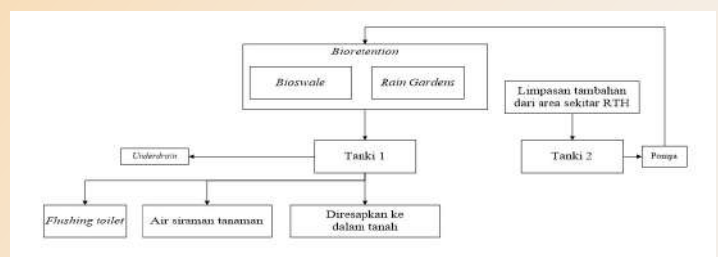 Bioretention
Bioswale
Rain Gardens
Limpasan tambahan
dari area sekitar RTH
Underdrain
Tanki 1
Tanki 2
Pompa
Flushing toilet
Air siraman tanaman
Diresapkan ke
dalam tanah